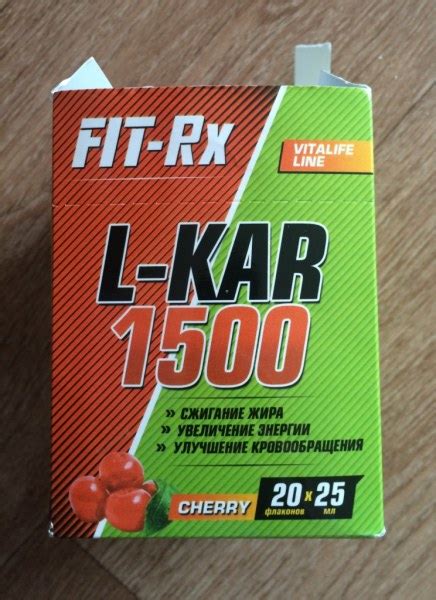 FIT-Rx
VITALIFE
LINE
L-KAR
1500
» СЖИГАНИЕ ЖИРА
» УВЕЛИЧЕНИЕ ЭНЕРГИИ
» УЛУЧШЕНИЕ КРОВООБРАЩЕНИЯ
CHERRY
20 x 25
флаконов мл